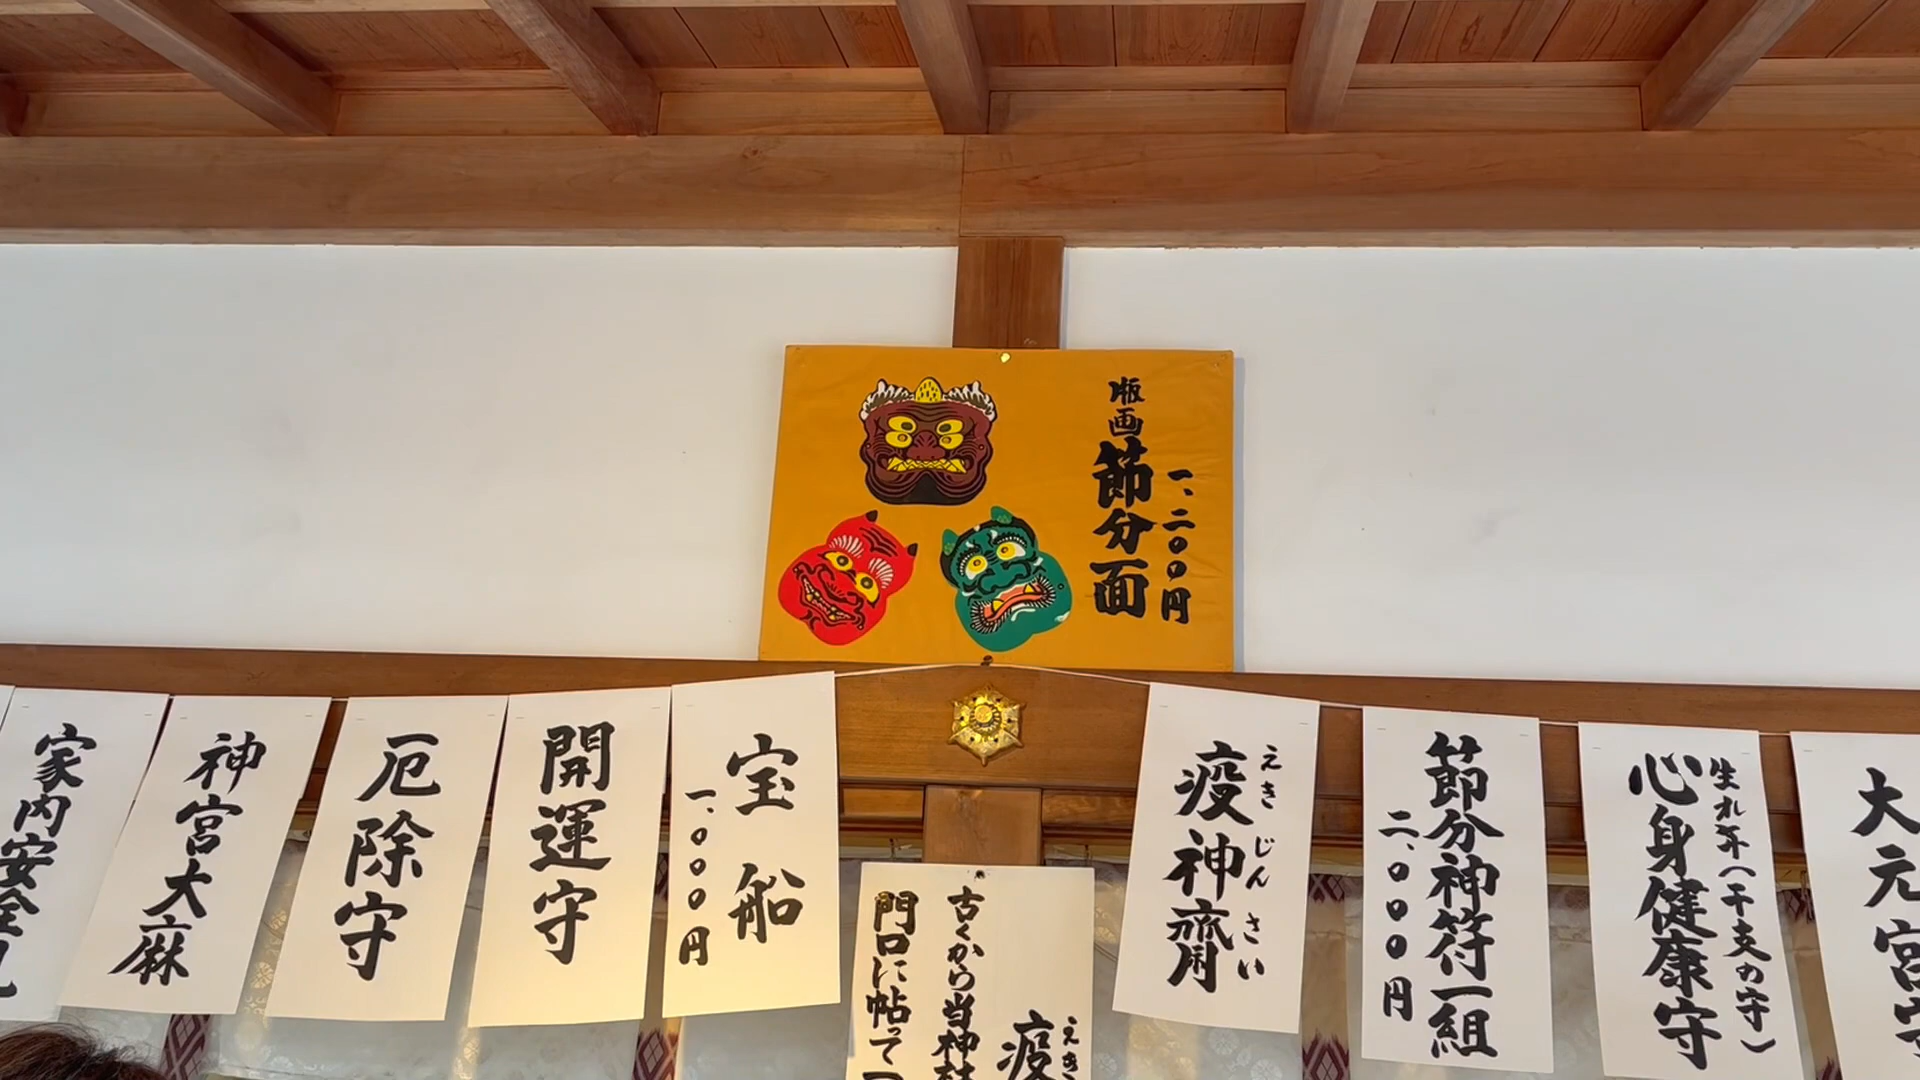 版画 節分面
一、二〇〇円
家内安全札
神宮大麻
厄除守
開運守
宝船
一、〇〇〇円
古くから当神社
門口に帖って
疫
えき
疫神齋
えきじんさい
節分神符一組
二、〇〇〇円
生れ年(干支の守)
心身健康守
大元宮守